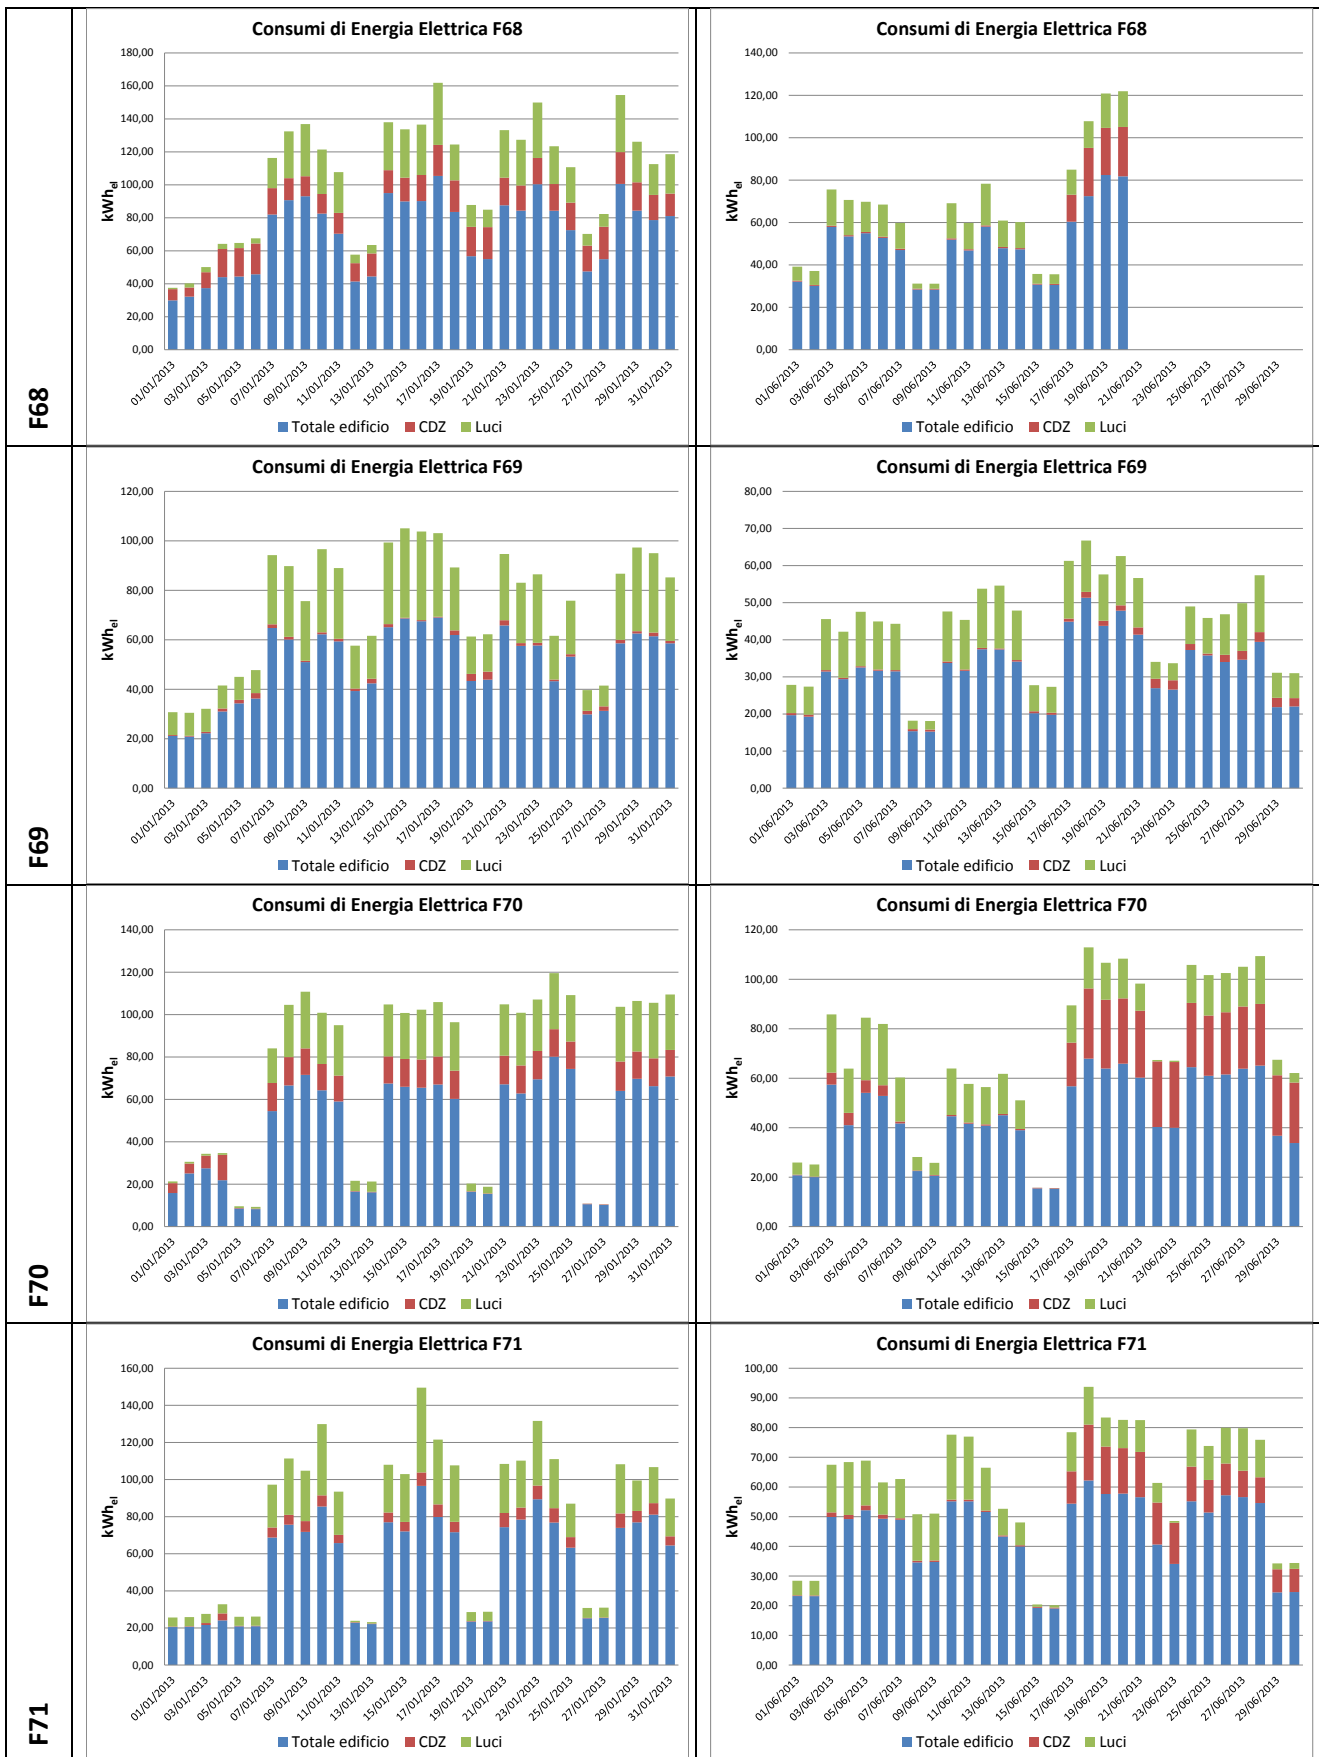 F68
Consumi di Energia Elettrica F68
180,00
160,00
140,00
120,00
100,00
80,00
60,00
40,00
20,00
0,00
kWhel
01/01/2013 03/01/2013 05/01/2013 07/01/2013 09/01/2013 11/01/2013 13/01/2013 15/01/2013 17/01/2013 19/01/2013 21/01/2013 23/01/2013 25/01/2013 27/01/2013 29/01/2013 31/01/2013
Totale edificio CDZ Luci
Consumi di Energia Elettrica F68
140,00
120,00
100,00
80,00
60,00
40,00
20,00
0,00
kWhel
01/06/2013 03/06/2013 05/06/2013 07/06/2013 09/06/2013 11/06/2013 13/06/2013 15/06/2013 17/06/2013 19/06/2013 21/06/2013 23/06/2013 25/06/2013 27/06/2013 29/06/2013
Totale edificio CDZ Luci
F69
Consumi di Energia Elettrica F69
120,00
100,00
80,00
60,00
40,00
20,00
0,00
kWhel
01/01/2013 03/01/2013 05/01/2013 07/01/2013 09/01/2013 11/01/2013 13/01/2013 15/01/2013 17/01/2013 19/01/2013 21/01/2013 23/01/2013 25/01/2013 27/01/2013 29/01/2013 31/01/2013
Totale edificio CDZ Luci
Consumi di Energia Elettrica F69
80,00
70,00
60,00
50,00
40,00
30,00
20,00
10,00
0,00
kWhel
01/06/2013 03/06/2013 05/06/2013 07/06/2013 09/06/2013 11/06/2013 13/06/2013 15/06/2013 17/06/2013 19/06/2013 21/06/2013 23/06/2013 25/06/2013 27/06/2013 29/06/2013
Totale edificio CDZ Luci
F70
Consumi di Energia Elettrica F70
140,00
120,00
100,00
80,00
60,00
40,00
20,00
0,00
kWhel
01/01/2013 03/01/2013 05/01/2013 07/01/2013 09/01/2013 11/01/2013 13/01/2013 15/01/2013 17/01/2013 19/01/2013 21/01/2013 23/01/2013 25/01/2013 27/01/2013 29/01/2013 31/01/2013
Totale edificio CDZ Luci
Consumi di Energia Elettrica F70
120,00
100,00
80,00
60,00
40,00
20,00
0,00
kWhel
01/06/2013 03/06/2013 05/06/2013 07/06/2013 09/06/2013 11/06/2013 13/06/2013 15/06/2013 17/06/2013 19/06/2013 21/06/2013 23/06/2013 25/06/2013 27/06/2013 29/06/2013
Totale edificio CDZ Luci
F71
Consumi di Energia Elettrica F71
160,00
140,00
120,00
100,00
80,00
60,00
40,00
20,00
0,00
kWhel
01/01/2013 03/01/2013 05/01/2013 07/01/2013 09/01/2013 11/01/2013 13/01/2013 15/01/2013 17/01/2013 19/01/2013 21/01/2013 23/01/2013 25/01/2013 27/01/2013 29/01/2013 31/01/2013
Totale edificio CDZ Luci
Consumi di Energia Elettrica F71
100,00
90,00
80,00
70,00
60,00
50,00
40,00
30,00
20,00
10,00
0,00
kWhel
01/06/2013 03/06/2013 05/06/2013 07/06/2013 09/06/2013 11/06/2013 13/06/2013 15/06/2013 17/06/2013 19/06/2013 21/06/2013 23/06/2013 25/06/2013 27/06/2013 29/06/2013
Totale edificio CDZ Luci